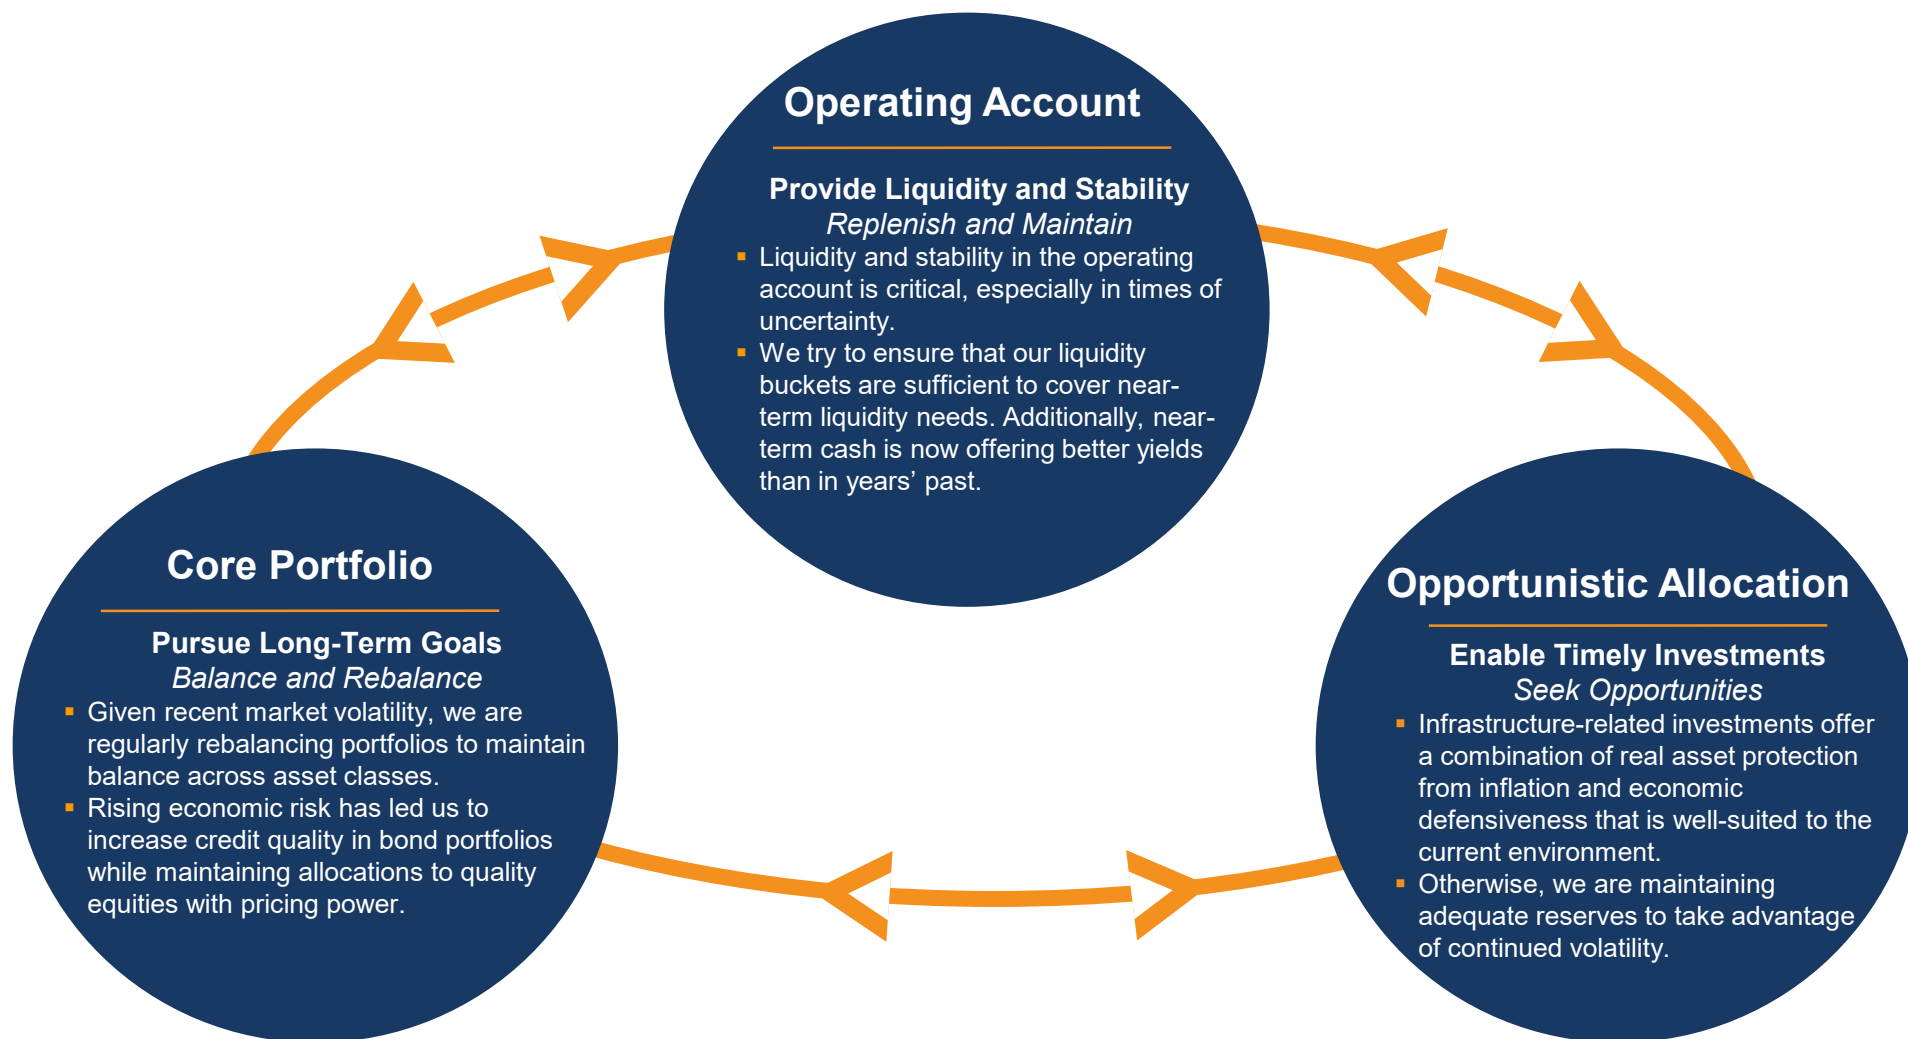 Operating Account
Provide Liquidity and Stability
Replenish and Maintain
▪ Liquidity and stability in the operating
account is critical, especially in times of
uncertainty.
▪ We try to ensure that our liquidity
buckets are sufficient to cover near-
term liquidity needs. Additionally, near-
term cash is now offering better yields
than in years’ past.
Core Portfolio
Pursue Long-Term Goals
Balance and Rebalance
▪ Given recent market volatility, we are
regularly rebalancing portfolios to maintain
balance across asset classes.
▪ Rising economic risk has led us to
increase credit quality in bond portfolios
while maintaining allocations to quality
equities with pricing power.
Opportunistic Allocation
Enable Timely Investments
Seek Opportunities
▪ Infrastructure-related investments offer
a combination of real asset protection
from inflation and economic
defensiveness that is well-suited to the
current environment.
▪ Otherwise, we are maintaining
adequate reserves to take advantage
of continued volatility.